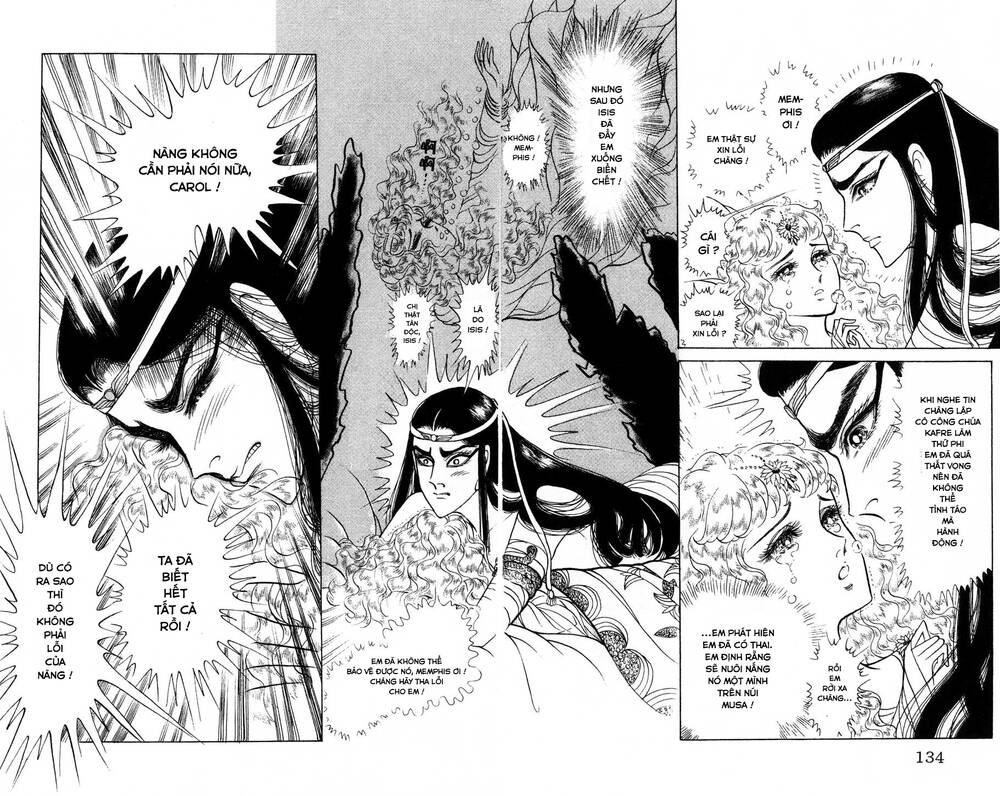 MEM-
PHIS
ƠI !
EM THẬT SỰ
XIN LỖI
CHÀNG !
CÁI
GÌ ?
SAO LẠI
PHẢI
XIN LỖI ?
KHI NGHE TIN
CHÀNG LẬP
CÔ CÔNG CHÚA
KAFRE LÀM
THỨ PHI
EM ĐÃ QUÁ
THẤT VỌNG
NÊN ĐÃ
KHÔNG
THỂ
TỈNH TÁO
MÀ
HÀNH
ĐỘNG !
RỒI
EM
RỜI XA
CHÀNG...
...EM PHÁT HIỆN
EM ĐÃ CÓ THAI.
EM ĐỊNH RẰNG
SẼ NUÔI NẤNG
NÓ MỘT MÌNH
TRÊN NÚI
MUSA !
NHƯNG
SAU ĐÓ
ISIS
ĐÃ
ĐẨY
EM
XUỐNG
BIỂN
CHẾT !
KHÔNG !
MEM-
PHIS !
啊
啊
LÀ
DO
ISIS !
CHỊ
THẬT
TÀN
ĐỘC,
ISIS !
EM ĐÃ KHÔNG THỂ
BẢO VỆ ĐƯỢC NÓ, MEMPHIS ƠI !
CHÀNG HÃY THA LỖI
CHO EM !
NÀNG KHÔNG
CẦN PHẢI NÓI NỮA,
CAROL !
TA ĐÃ
BIẾT
HẾT
TẤT CẢ
RỒI !
DÙ CÓ
RA SAO
THÌ
ĐÓ
KHÔNG
PHẢI
LỖI
CỦA
NÀNG !
134